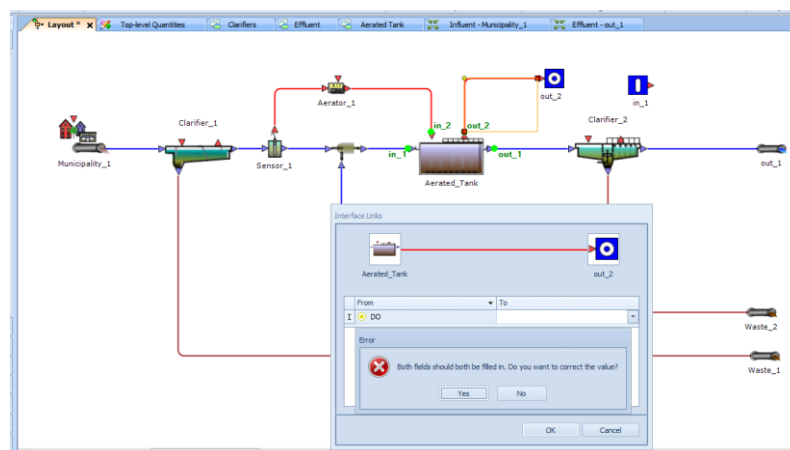 Layout * x Top-level Quantities Clarifiers Effluent Aerated Tank Influent - Municipality_1 Effluent - out_1
out_2
in_1
Aerator_1
Clarifier_1
in_2 out_2
Clarifier_2
Municipality_1
Sensor_1
in_1
out_1
Aerated_Tank
out_1
Interface Links
Aerated_Tank
out_2
From To
I DO
Error
Both fields should both be filled in. Do you want to correct the value?
Yes No
OK Cancel
Waste_2
Waste_1